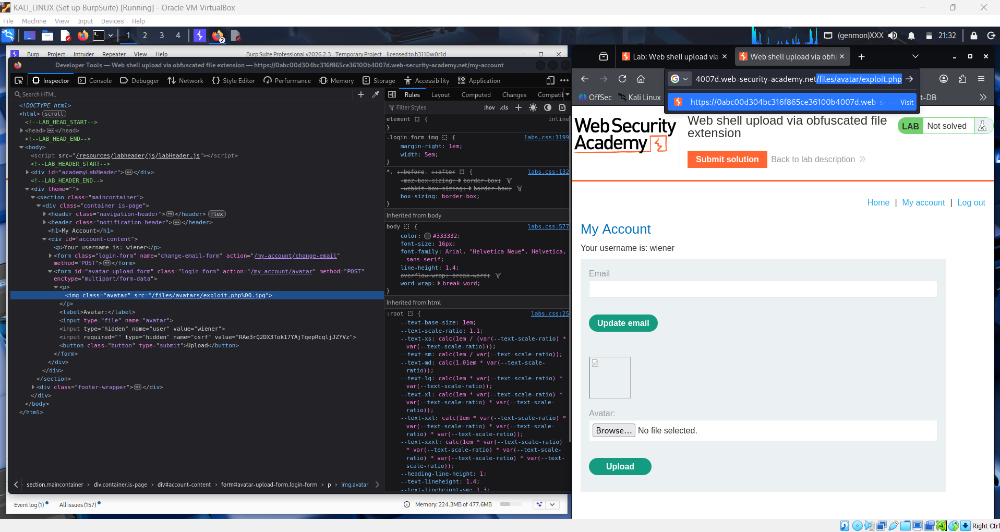 KALI_LINUX (Set up BurpSuite) [Running] - Oracle VM VirtualBox
File Machine View Input Devices Help
1 2 3 4 2 (genmon)XXX 21:32
Burp Project Intruder Repeater View Help Burp Suite Professional v2026.2.3 - Temporary Project - licensed to h3110w0r1d
Developer Tools — Web shell upload via obfuscated file extension — https://0abc00d304bc316f865ce36100b4007d.web-security-academy.net/my-account
Inspector Console Debugger Network Style Editor Performance Memory Storage Accessibility Application
Search HTML
<!DOCTYPE html>
<html> scroll
<!--LAB_HEAD_START-->
<head> </head>
<!--LAB_HEAD_END-->
<body>
<script src="/resources/labheader/js/labHeader.js"></script>
<!--LAB_HEADER_START-->
<div id="academyLabHeader"> </div>
<!--LAB_HEADER_END-->
<div theme="">
<section class="maincontainer">
<div class="container is-page">
<header class="navigation-header"> </header> flex
<header class="notification-header"> </header>
<h1>My Account</h1>
<div id="account-content">
<p>Your username is: wiener</p>
<form class="login-form" name="change-email-form" action="/my-account/change-email"
method="POST"> </form>
<form id="avatar-upload-form" class="login-form" action="/my-account/avatar" method="POST"
enctype="multipart/form-data">
<p>
<img class="avatar" src="/files/avatars/exploit.php%00.jpg">
</p>
<label>Avatar:</label>
<input type="file" name="avatar">
<input type="hidden" name="user" value="wiener">
<input required="" type="hidden" name="csrf" value="RAe3rQ2DX3Tok17YAjTqepRcqljJZYVz">
<button class="button" type="submit">Upload</button>
</form>
</div>
</div>
</section>
<div class="footer-wrapper"> </div>
</div>
</body>
</html>
section.maincontainer div.container.is-page div#account-content form#avatar-upload-form.login-form p img.avatar
Rules Layout Computed Changes Compatib
Filter Styles :hov .cls
element { inline
}
.login-form img { labs.css:1199
margin-right: 1em;
width: 5em;
}
*, ::before, ::after { labs.css:132
-moz-box-sizing: border-box;
-webkit-box-sizing: border-box;
box-sizing: border-box;
}
Inherited from body
body { labs.css:577
color: #333332;
font-size: 16px;
font-family: Arial, "Helvetica Neue", Helvetica,
sans-serif;
line-height: 1.4;
overflow-wrap: break-word;
word-wrap: break-word;
}
Inherited from html
:root { labs.css:25
--text-base-size: 1em;
--text-scale-ratio: 1.1;
--text-xs: calc(1em / (var(--text-scale-ratio) *
var(--text-scale-ratio)));
--text-sm: calc(1em / var(--text-scale-ratio));
--text-md: calc(1.01em * var(--text-scale-
ratio));
--text-lg: calc(1em * var(--text-scale-ratio) *
var(--text-scale-ratio));
--text-xl: calc(1em * var(--text-scale-ratio) *
var(--text-scale-ratio) * var(--text-scale-
ratio));
--text-xxl: calc(1em * var(--text-scale-ratio) *
var(--text-scale-ratio) * var(--text-scale-
ratio) * var(--text-scale-ratio));
--text-xxxl: calc(1em * var(--text-scale-ratio)
* var(--text-scale-ratio) * var(--text-scale-
ratio) * var(--text-scale-ratio) * var(--text-
scale-ratio));
--heading-line-height: 1;
--text-lineheight: 1.4;
--text-lineheight-sm: 1.3;
Event log (1) All issues (157) Memory: 224.3MB of 477.6MB
Lab: Web shell upload via Web shell upload via obfu
4007d.web-security-academy.net/files/avatar/exploit.php
OffSec Kali Linux t-DB
https://0abc00d304bc316f865ce36100b4007d.web-s — Visit
Web Security
Academy
Web shell upload via obfuscated file
extension
LAB Not solved
Submit solution Back to lab description
Home | My account | Log out
My Account
Your username is: wiener
Email
Update email
Avatar:
Browse... No file selected.
Upload
Right Ctrl